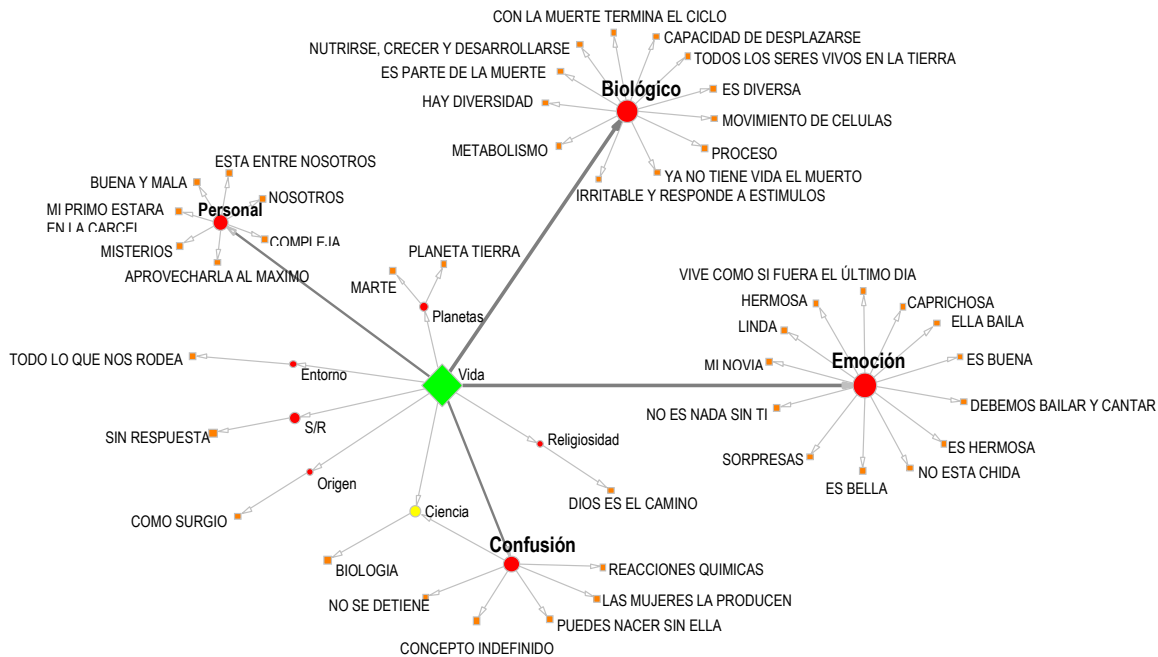 CON LA MUERTE TERMINA EL CICLO
CAPACIDAD DE DESPLAZARSE
NUTRIRSE, CRECER Y DESARROLLARSE
TODOS LOS SERES VIVOS EN LA TIERRA
ES PARTE DE LA MUERTE
Biológico
ES DIVERSA
HAY DIVERSIDAD
MOVIMIENTO DE CELULAS
METABOLISMO
PROCESO
YA NO TIENE VIDA EL MUERTO
IRRITABLE Y RESPONDE A ESTIMULOS
ESTA ENTRE NOSOTROS
BUENA Y MALA
NOSOTROS
Personal
MI PRIMO ESTARA
EN LA CARCEL
COMPLEJA
MISTERIOS
APROVECHARLA AL MAXIMO
PLANETA TIERRA
MARTE
Planetas
VIVE COMO SI FUERA EL ÚLTIMO DIA
HERMOSA
CAPRICHOSA
LINDA
ELLA BAILA
Emoción
ES BUENA
MI NOVIA
DEBEMOS BAILAR Y CANTAR
NO ES NADA SIN TI
ES HERMOSA
SORPRESAS
NO ESTA CHIDA
ES BELLA
TODO LO QUE NOS RODEA
Entorno
Vida
S/R
SIN RESPUESTA
Religiosidad
Origen
DIOS ES EL CAMINO
COMO SURGIO
Ciencia
Confusión
BIOLOGIA
REACCIONES QUIMICAS
NO SE DETIENE
LAS MUJERES LA PRODUCEN
PUEDES NACER SIN ELLA
CONCEPTO INDEFINIDO